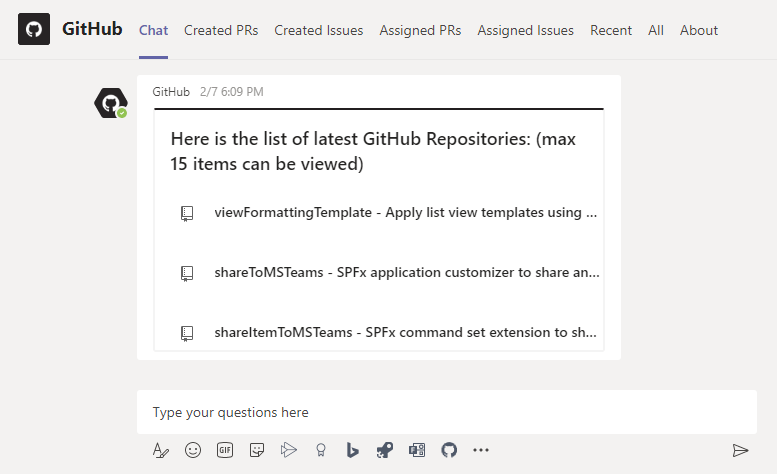 GitHub Chat Created PRs Created Issues Assigned PRs Assigned Issues Recent All About
GitHub 2/7 6:09 PM
Here is the list of latest GitHub Repositories: (max
15 items can be viewed)
viewFormattingTemplate - Apply list view templates using ...
shareToMSTeams - SPFx application customizer to share an...
shareItemToMSTeams - SPFx command set extension to sh...
Type your questions here
GIF